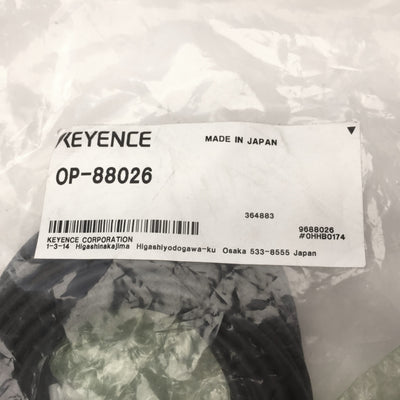 KEYENCE
MADE IN JAPAN
OP-88026
364883
9688026
#0HHB0174
KEYENCE CORPORATION
1-3-14 Higashinakajima Higashiyodogawa-ku Osaka 533-8555 Japan